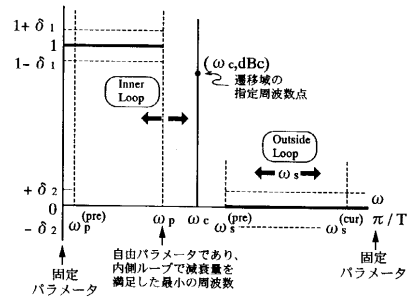 1+δ1
1
1-δ1
(ωc,dBc)
遷移域の
指定周波数点
Inner
Loop
Outside
Loop
ωs
+δ2
0
-δ2
ωp(pre)
ωp
ωc
ωs(pre)
ωs(cur)
ω
π/T
固定
パラメータ
自由パラメータであり、
内側ループで減衰量を
満足した最小の周波数
固定
パラメータ